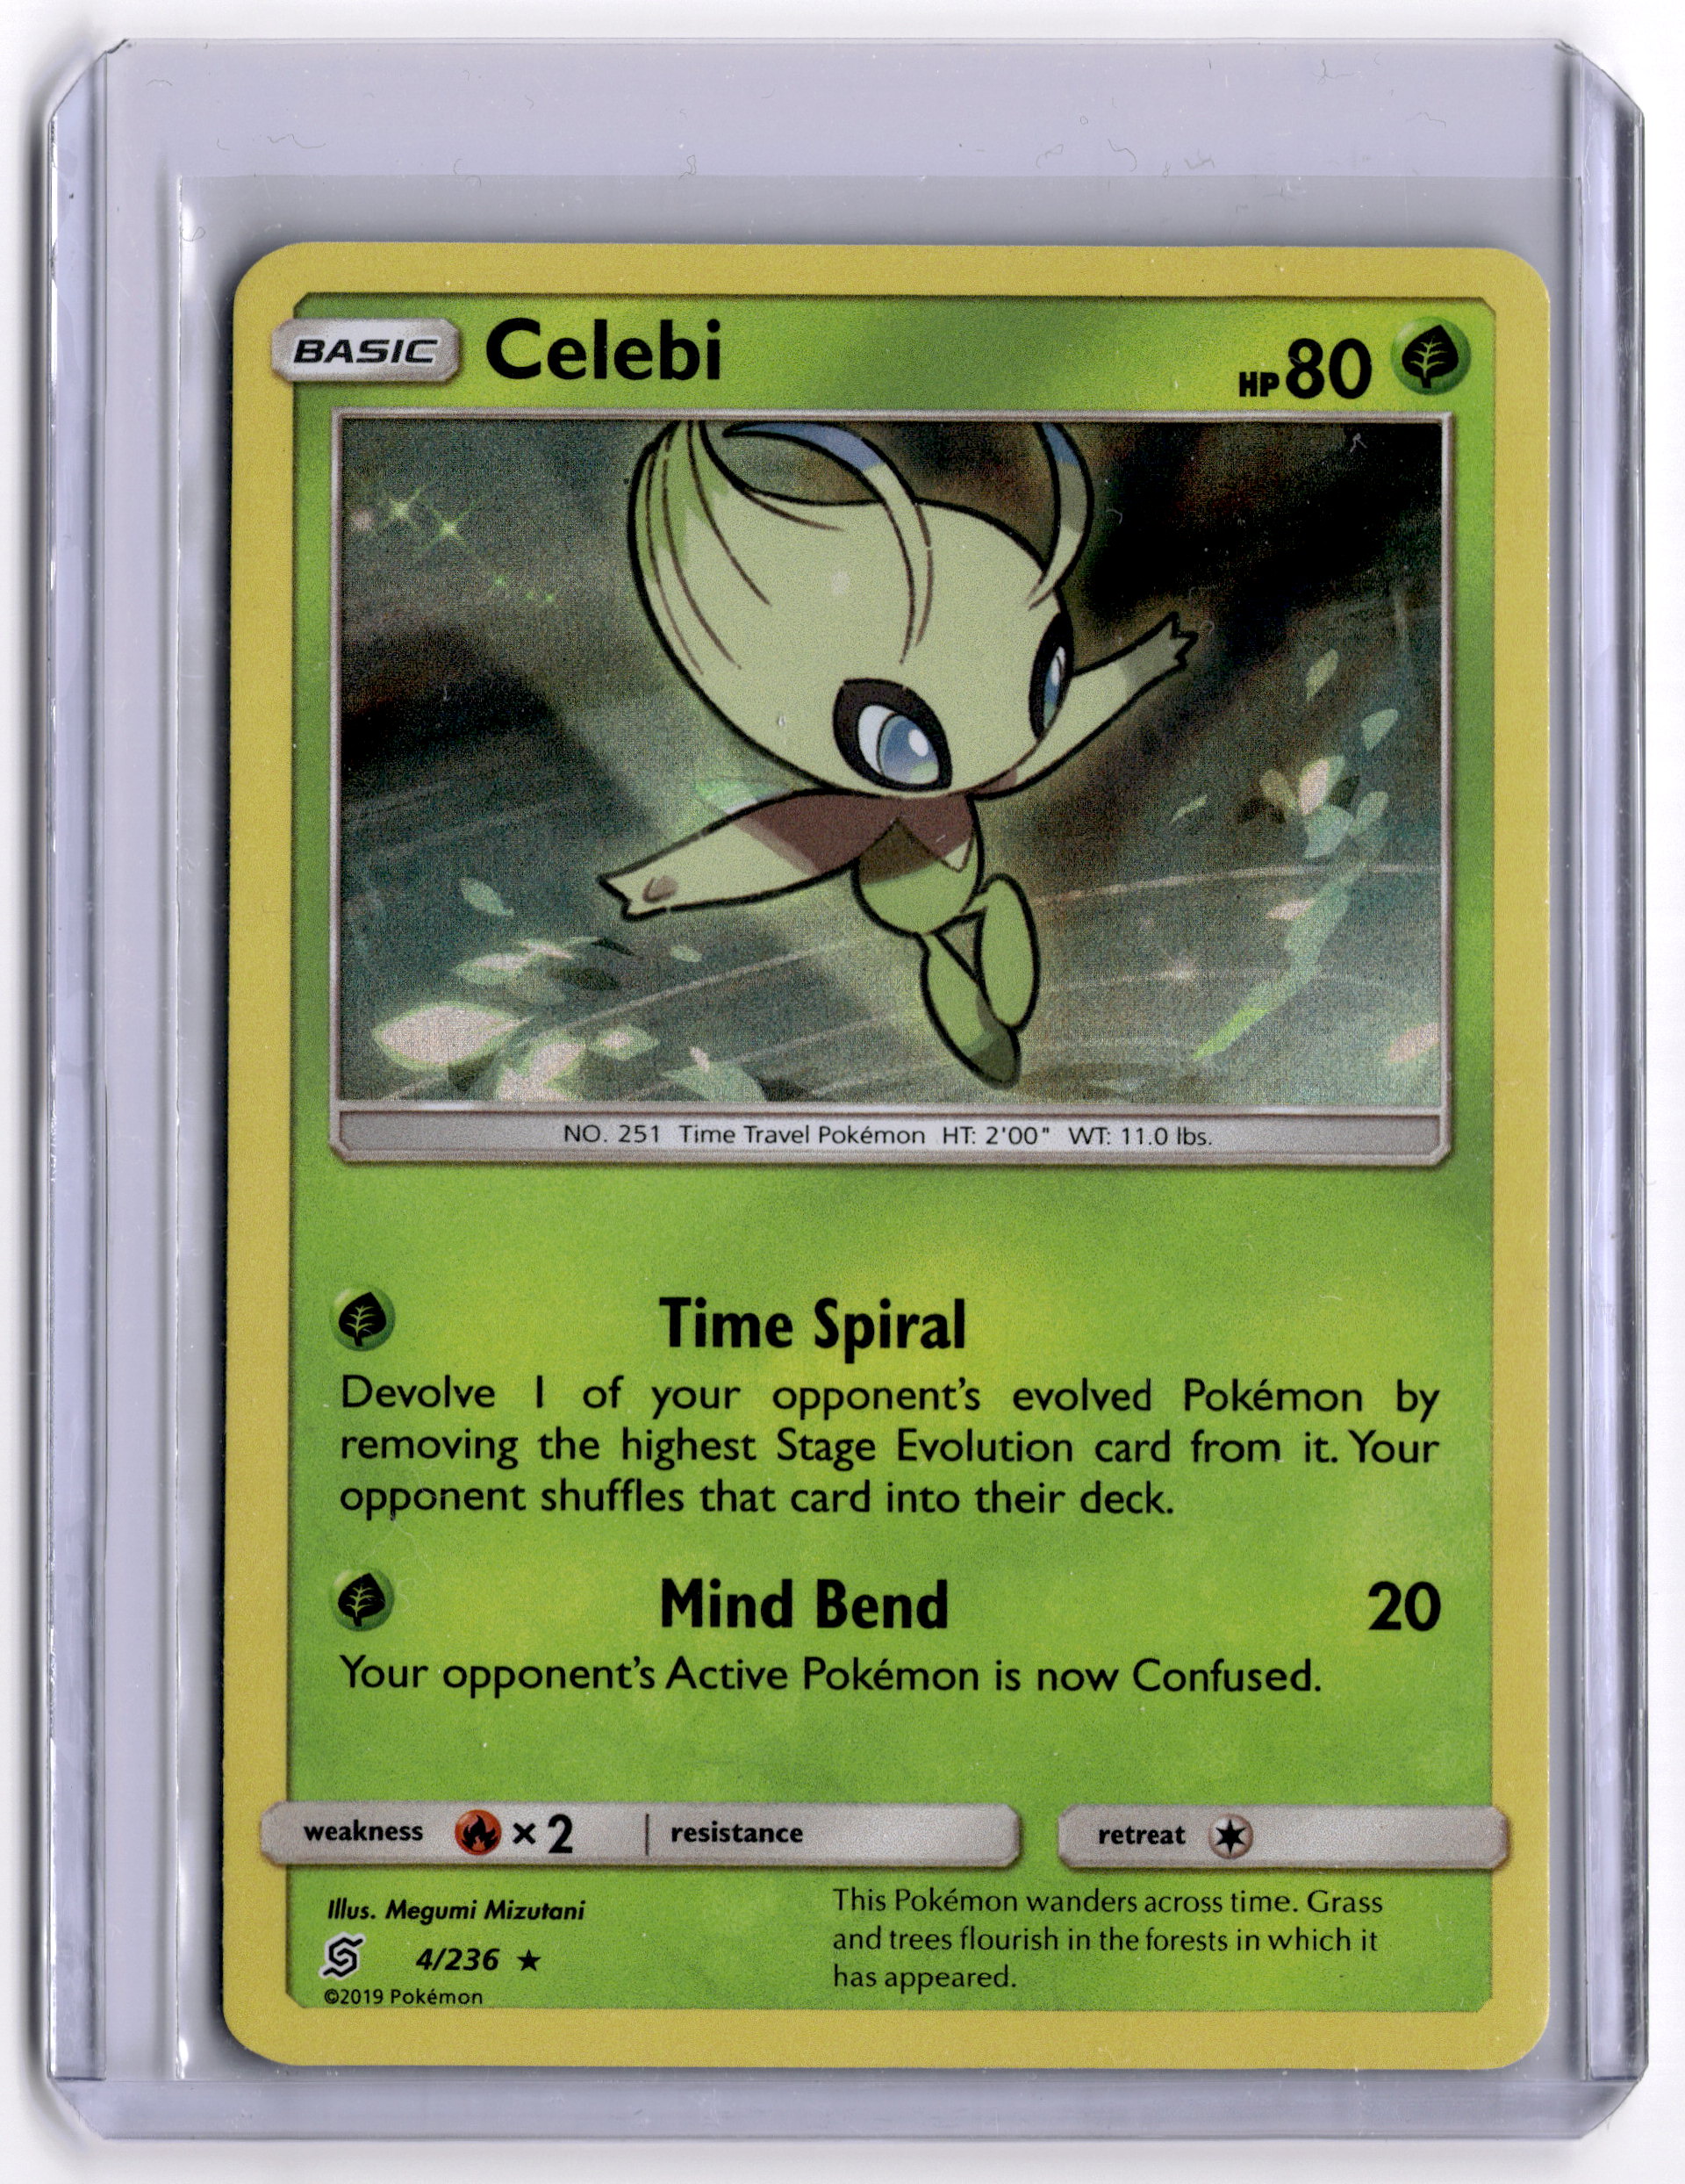 BASIC Celebi HP 80
NO. 251 Time Travel Pokémon HT: 2'00" WT: 11.0 lbs.
Time Spiral
Devolve 1 of your opponent's evolved Pokémon by
removing the highest Stage Evolution card from it. Your
opponent shuffles that card into their deck.
Mind Bend 20
Your opponent's Active Pokémon is now Confused.
weakness × 2 | resistance retreat
Illus. Megumi Mizutani
4/236 ★
©2019 Pokémon
This Pokémon wanders across time. Grass
and trees flourish in the forests in which it
has appeared.